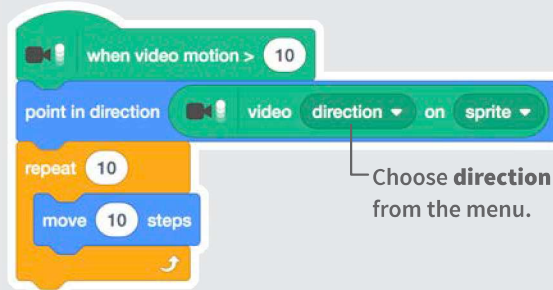 when video motion > 10
point in direction video direction on sprite
repeat 10
move 10 steps
Choose direction
from the menu.